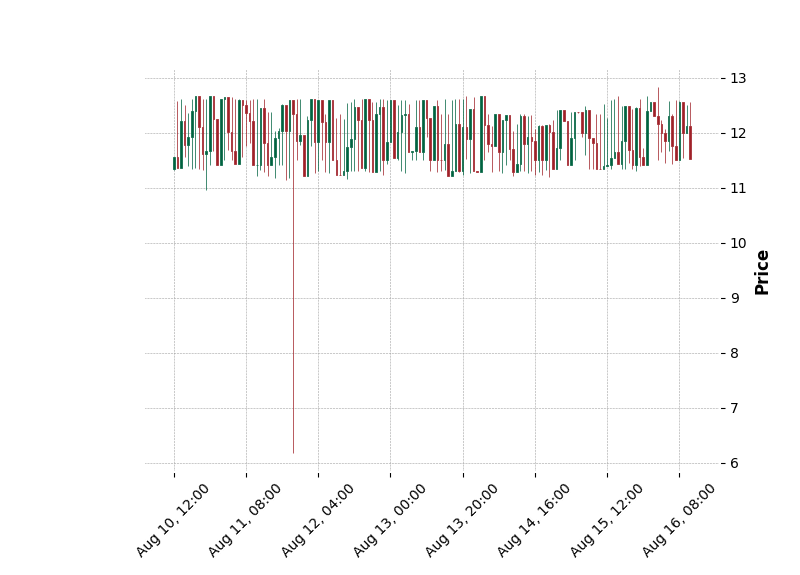 13
12
11
10
9
8
7
6
Price
Aug 10, 12:00
Aug 11, 08:00
Aug 12, 04:00
Aug 13, 00:00
Aug 13, 20:00
Aug 14, 16:00
Aug 15, 12:00
Aug 16, 08:00